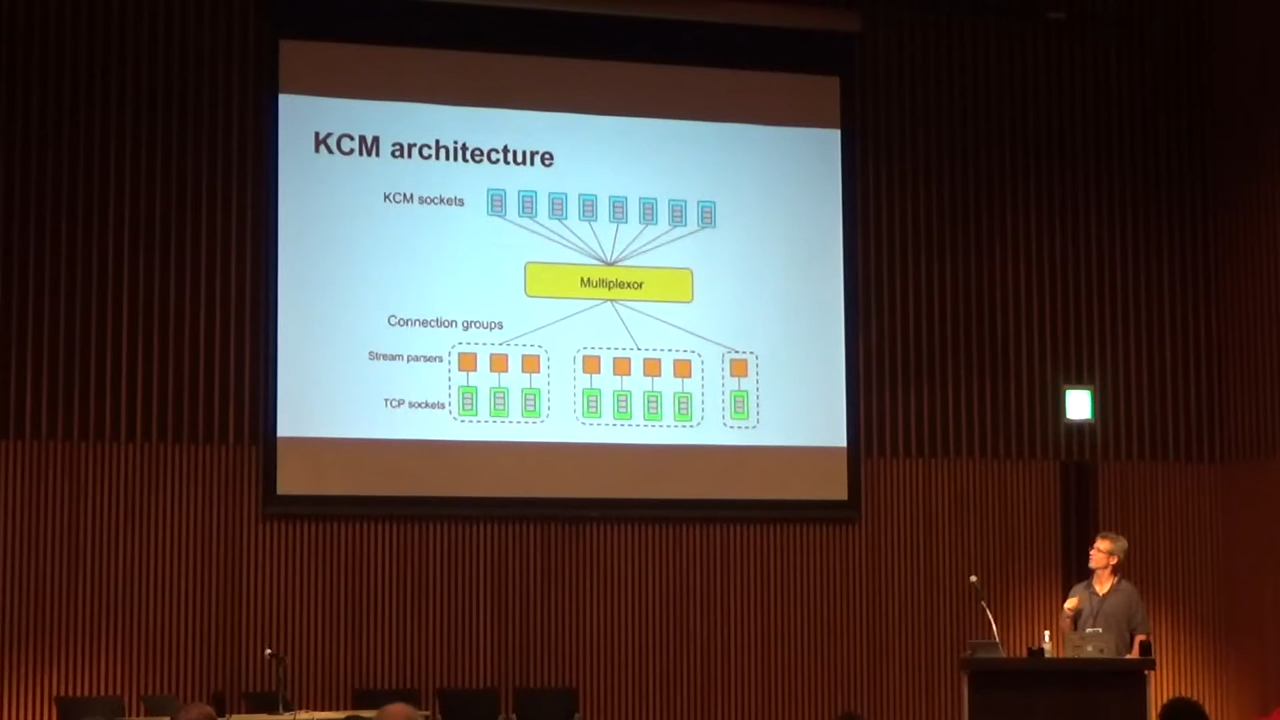 KCM architecture
KCM sockets
Multiplexor
Connection groups
Stream parsers
TCP sockets